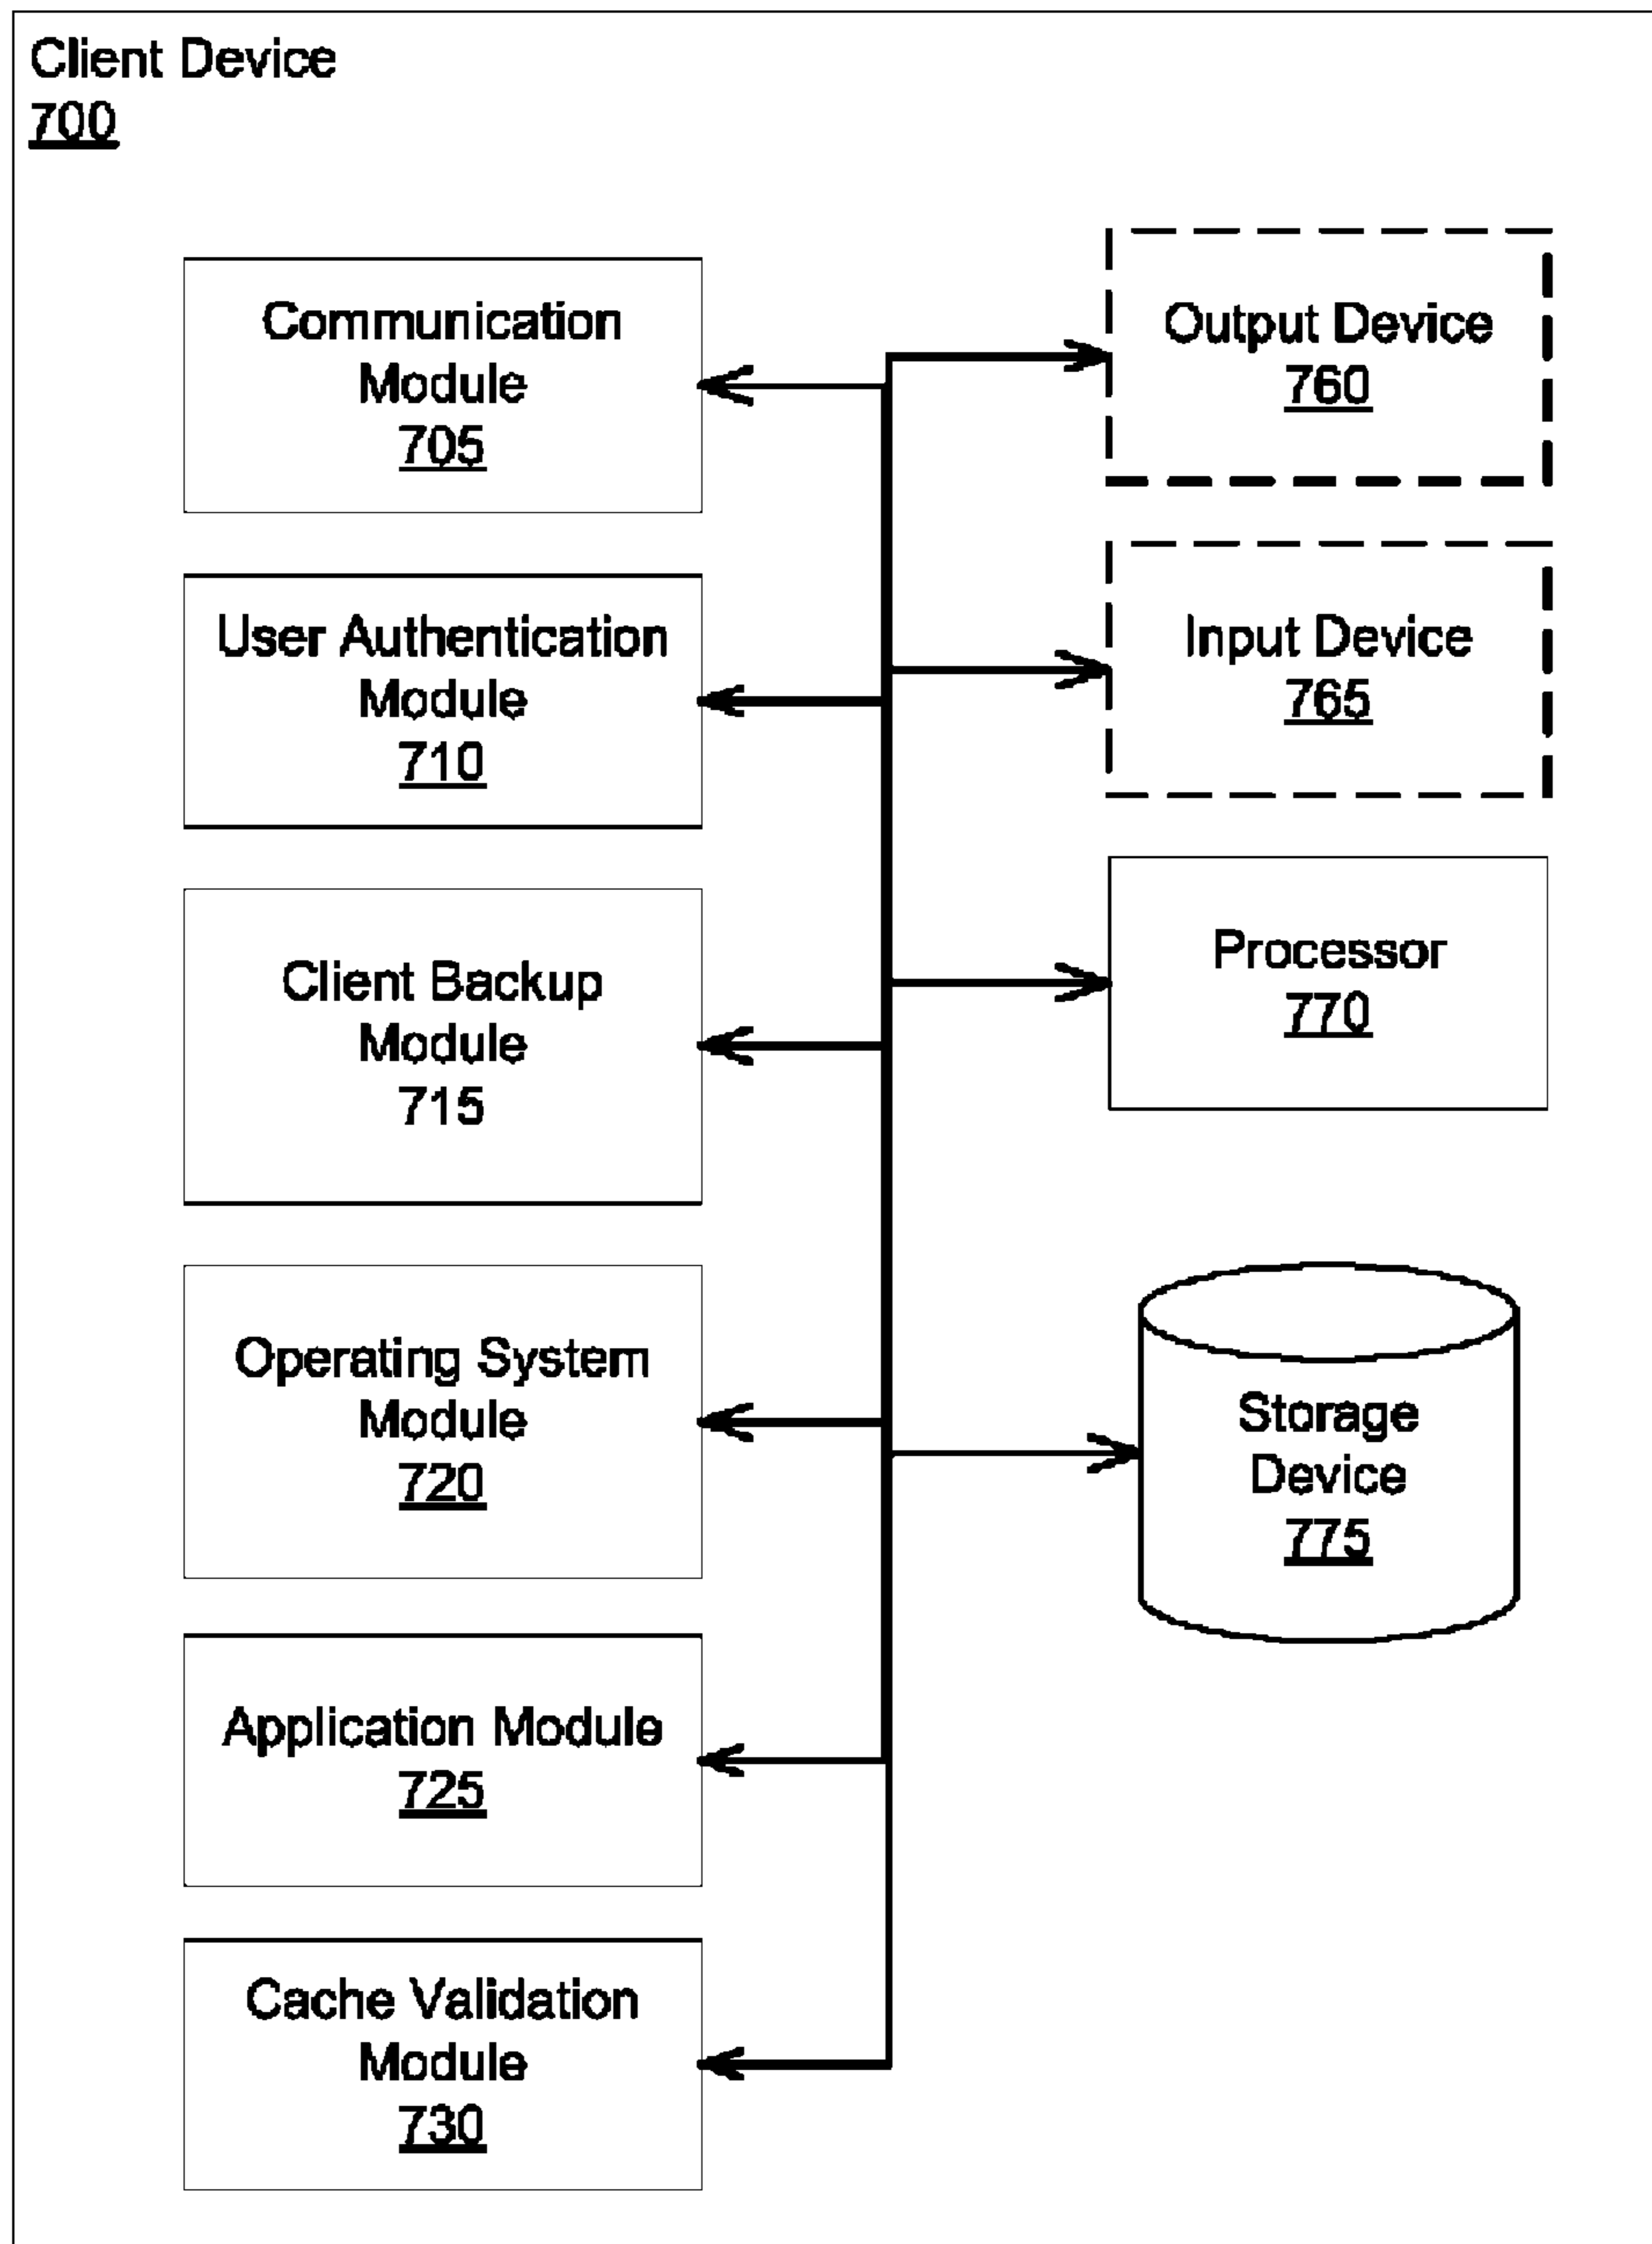 Client Device
700
Communication
Module
705
User Authentication
Module
710
Client Backup
Module
715
Operating System
Module
720
Application Module
725
Cache Validation
Module
730
Output Device
760
Input Device
765
Processor
770
Storage
Device
775